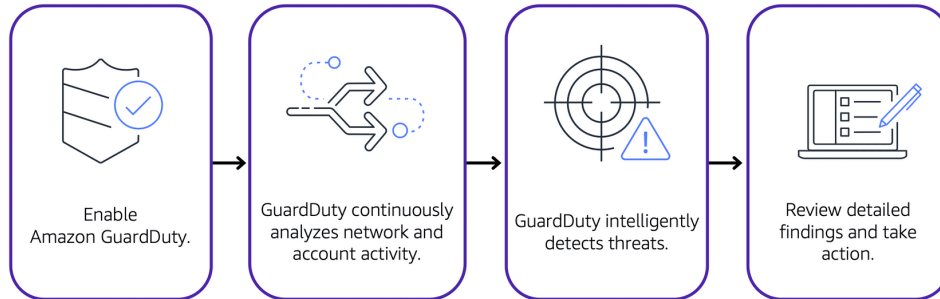 Enable
Amazon GuardDuty.
GuardDuty continuously
analyzes network and
account activity.
GuardDuty intelligently
detects threats.
Review detailed
findings and take
action.